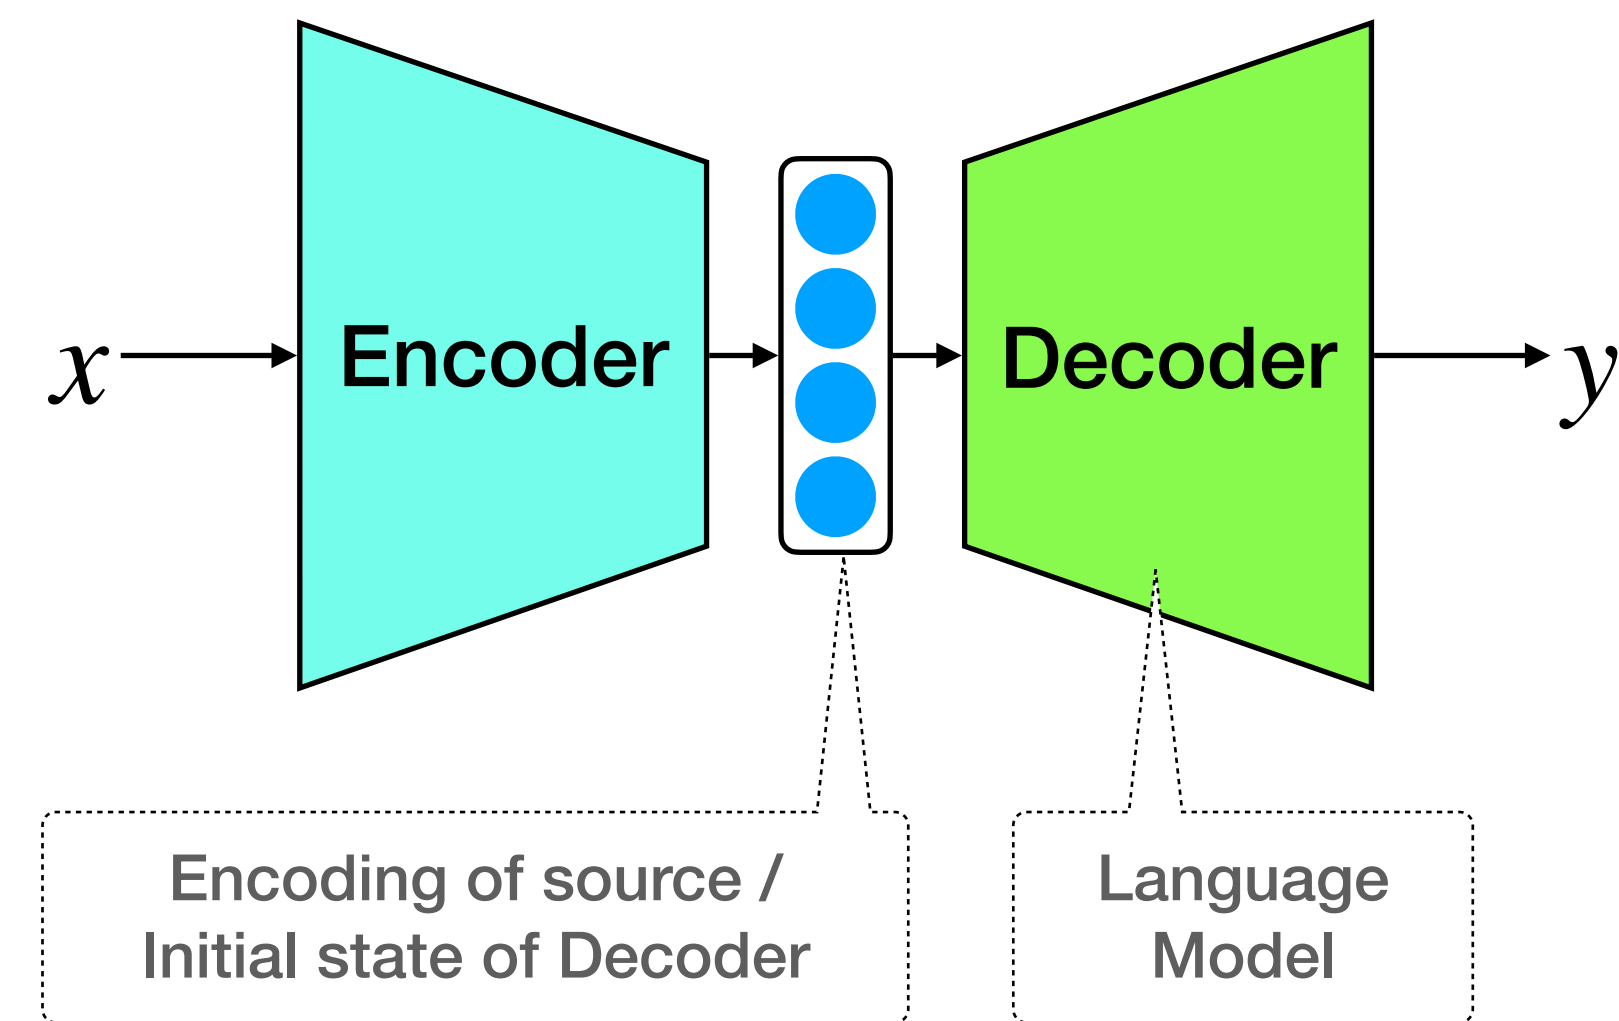 x
Encoder
Decoder
y
Encoding of source /
Initial state of Decoder
Language
Model